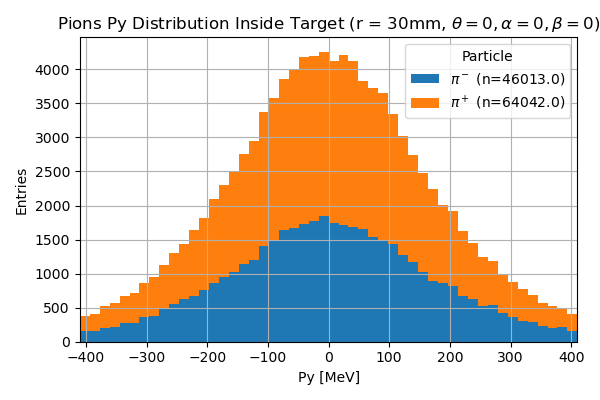 Pions Py Distribution Inside Target (r = 30mm, θ = 0, α = 0, β = 0)
Particle
π⁻ (n=46013.0)
π⁺ (n=64042.0)
Entries
4000
3500
3000
2500
2000
1500
1000
500
0
−400 −300 −200 −100 0 100 200 300 400
Py [MeV]